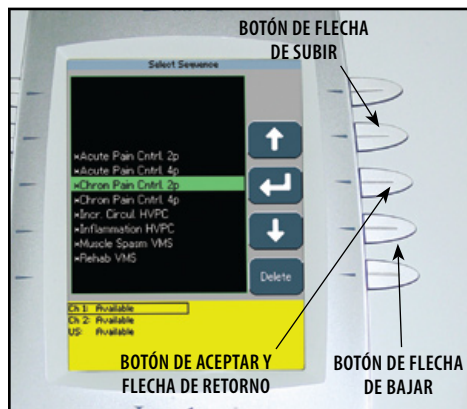 BOTÓN DE FLECHA
DE SUBIR
Select Sequence
*Acute Pain Cntrl. 2p
*Acute Pain Cntrl. 4p
*Chron Pain Cntrl. 2p
*Chron Pain Cntrl. 4p
*Incr. Circul HVPC
*Inflammation HVPC
*Muscle Spasm VMS
*Rehab VMS
Delete
Ch 1: Available
Ch 2: Available
US: Available
BOTÓN DE ACEPTAR Y
FLECHA DE RETORNO
BOTÓN DE FLECHA
DE BAJAR